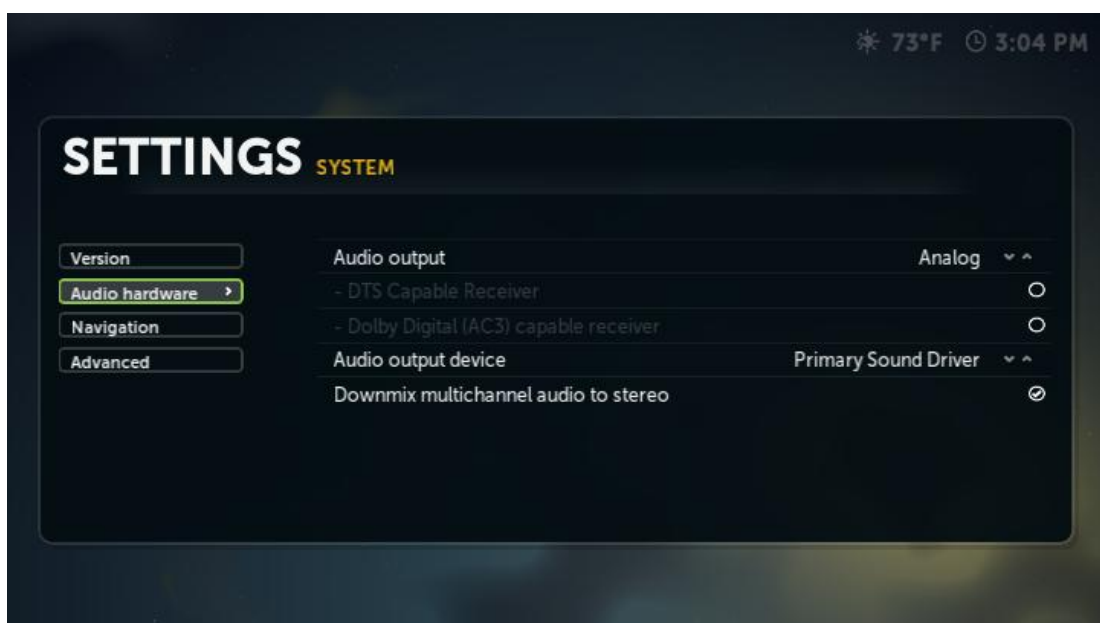 73°F 3:04 PM
SETTINGS SYSTEM
Version
Audio hardware
Navigation
Advanced
Audio output Analog
- DTS Capable Receiver
- Dolby Digital (AC3) capable receiver
Audio output device Primary Sound Driver
Downmix multichannel audio to stereo